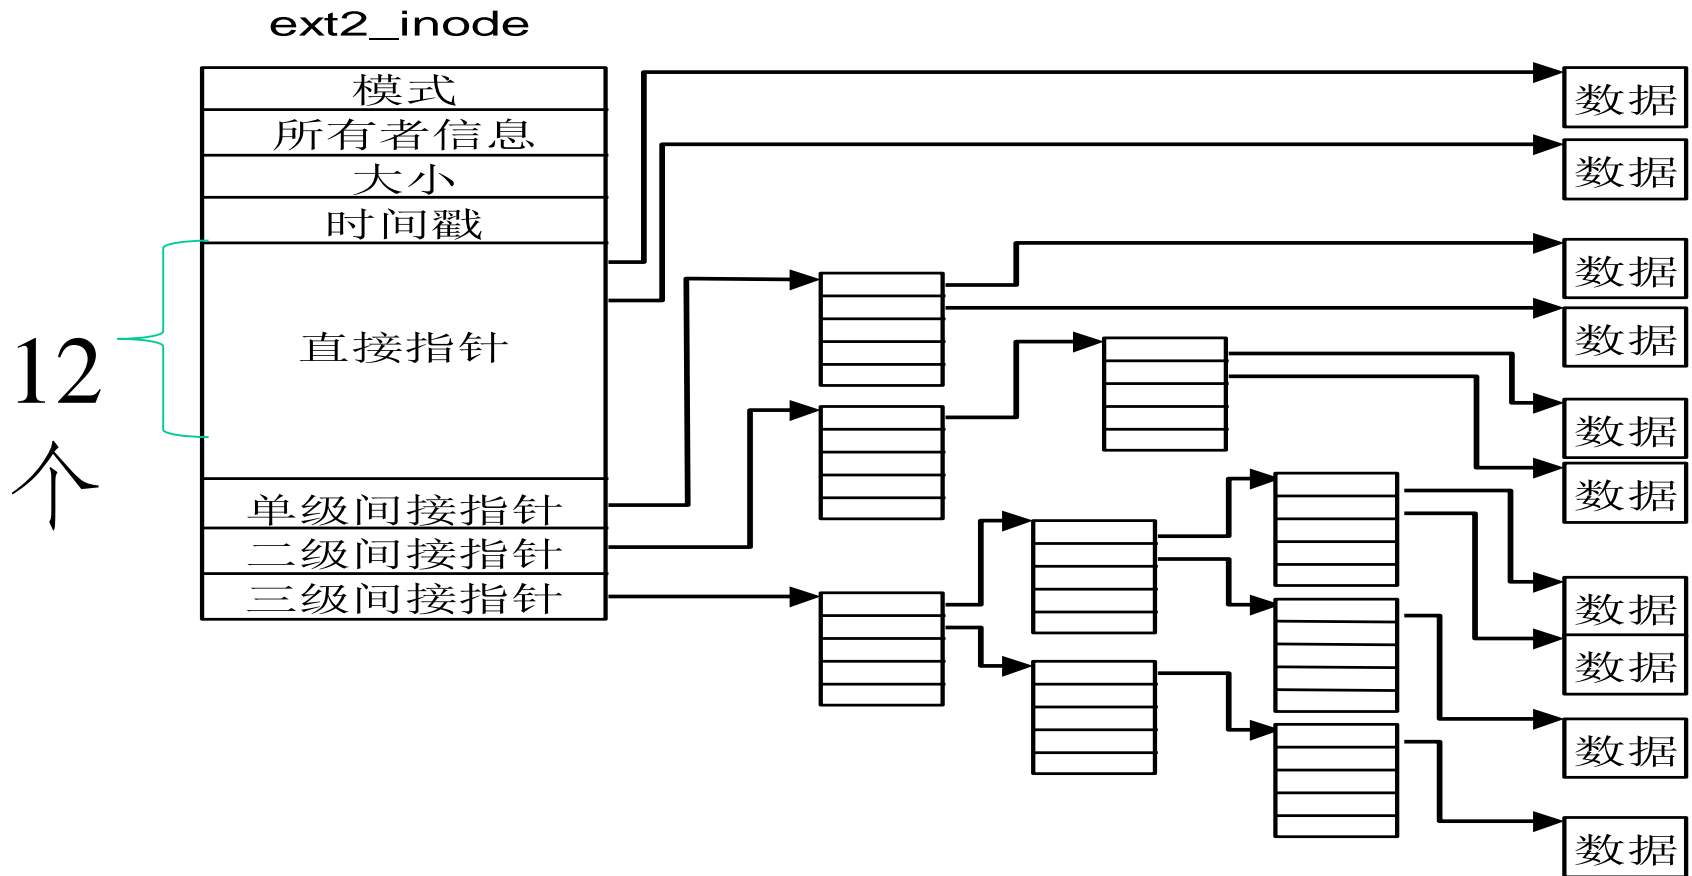 ext2_inode
模式
所有者信息
大小
时间戳
直接指针
12
个
单级间接指针
二级间接指针
三级间接指针
数据
数据
数据
数据
数据
数据
数据
数据
数据
数据